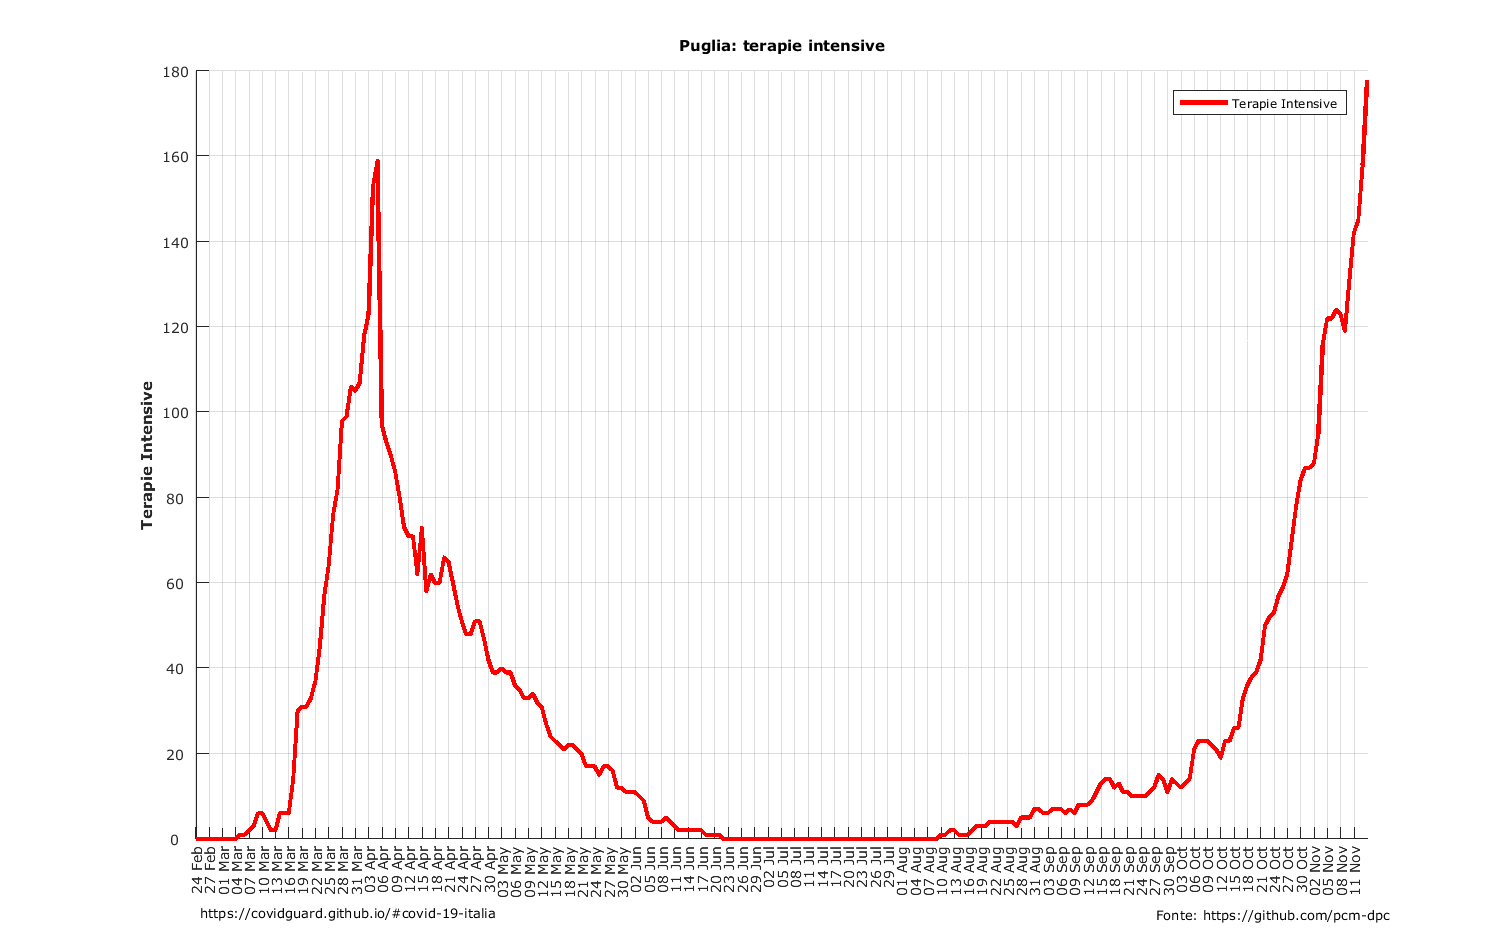 Puglia: terapie intensive
Terapie Intensive
Terapie Intensive
180
160
140
120
100
80
60
40
20
0
24 Feb
27 Feb
01 Mar
04 Mar
07 Mar
10 Mar
13 Mar
16 Mar
19 Mar
22 Mar
25 Mar
28 Mar
31 Mar
03 Apr
06 Apr
09 Apr
12 Apr
15 Apr
18 Apr
21 Apr
24 Apr
27 Apr
30 Apr
03 May
06 May
09 May
12 May
15 May
18 May
21 May
24 May
27 May
30 May
02 Jun
05 Jun
08 Jun
11 Jun
14 Jun
17 Jun
20 Jun
23 Jun
26 Jun
29 Jun
02 Jul
05 Jul
08 Jul
11 Jul
14 Jul
17 Jul
20 Jul
23 Jul
26 Jul
29 Jul
01 Aug
04 Aug
07 Aug
10 Aug
13 Aug
16 Aug
19 Aug
22 Aug
25 Aug
28 Aug
31 Aug
03 Sep
06 Sep
09 Sep
12 Sep
15 Sep
18 Sep
21 Sep
24 Sep
27 Sep
30 Sep
03 Oct
06 Oct
09 Oct
12 Oct
15 Oct
18 Oct
21 Oct
24 Oct
27 Oct
30 Oct
02 Nov
05 Nov
08 Nov
11 Nov
https://covidguard.github.io/#covid-19-italia
Fonte: https://github.com/pcm-dpc